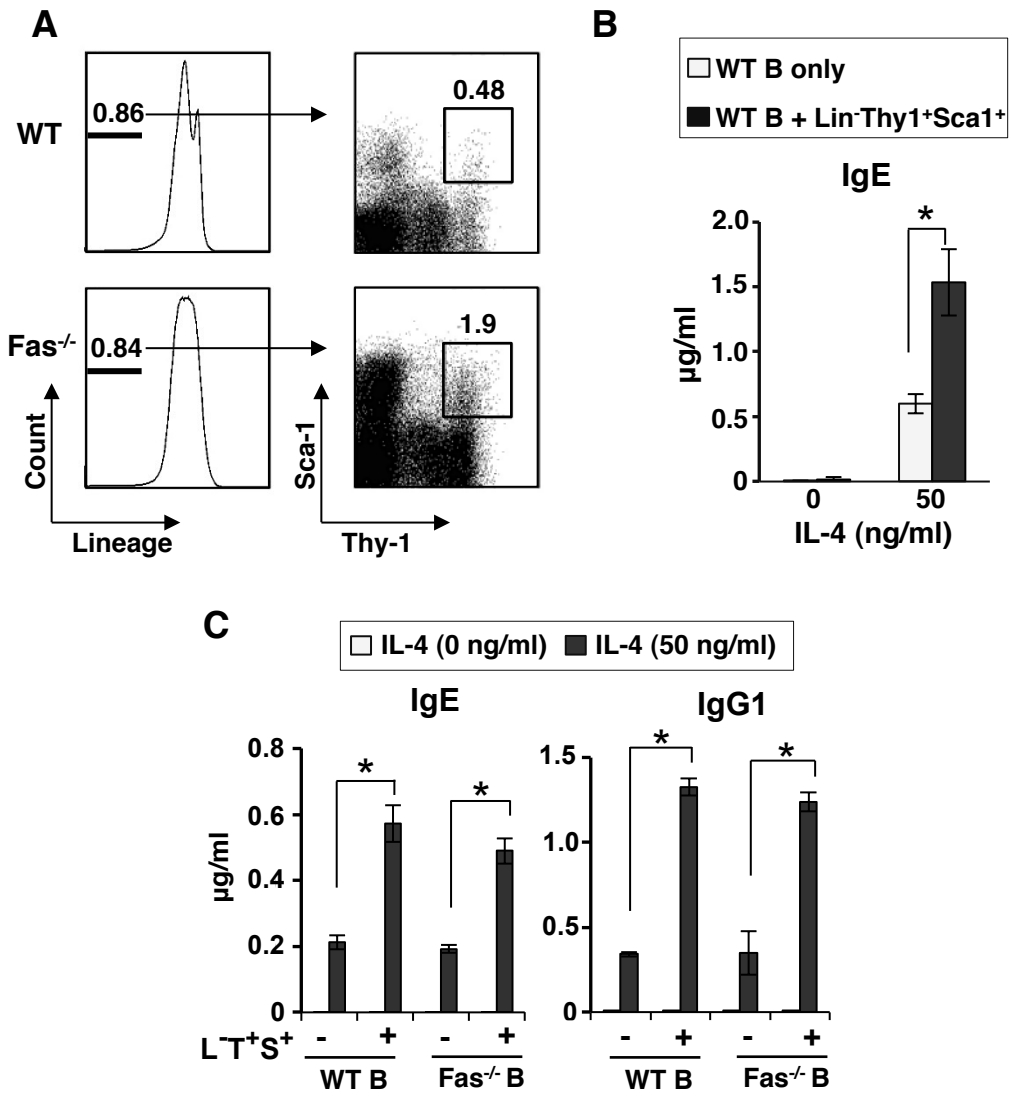 A
WT
0.86
0.48
Fas-/-
0.84
1.9
Count
Lineage
Sca-1
Thy-1
B
WT B only
WT B + Lin-Thy1+Sca1+
IgE
*
µg/ml
2.0
1.5
1.0
0.5
0
0 50
IL-4 (ng/ml)
C
IL-4 (0 ng/ml) IL-4 (50 ng/ml)
IgE
µg/ml
0.8
0.6
0.4
0.2
0
* *
L-T+S+ - + - +
WT B Fas-/- B
IgG1
1.5
1.0
0.5
0
* *
- + - +
WT B Fas-/- B